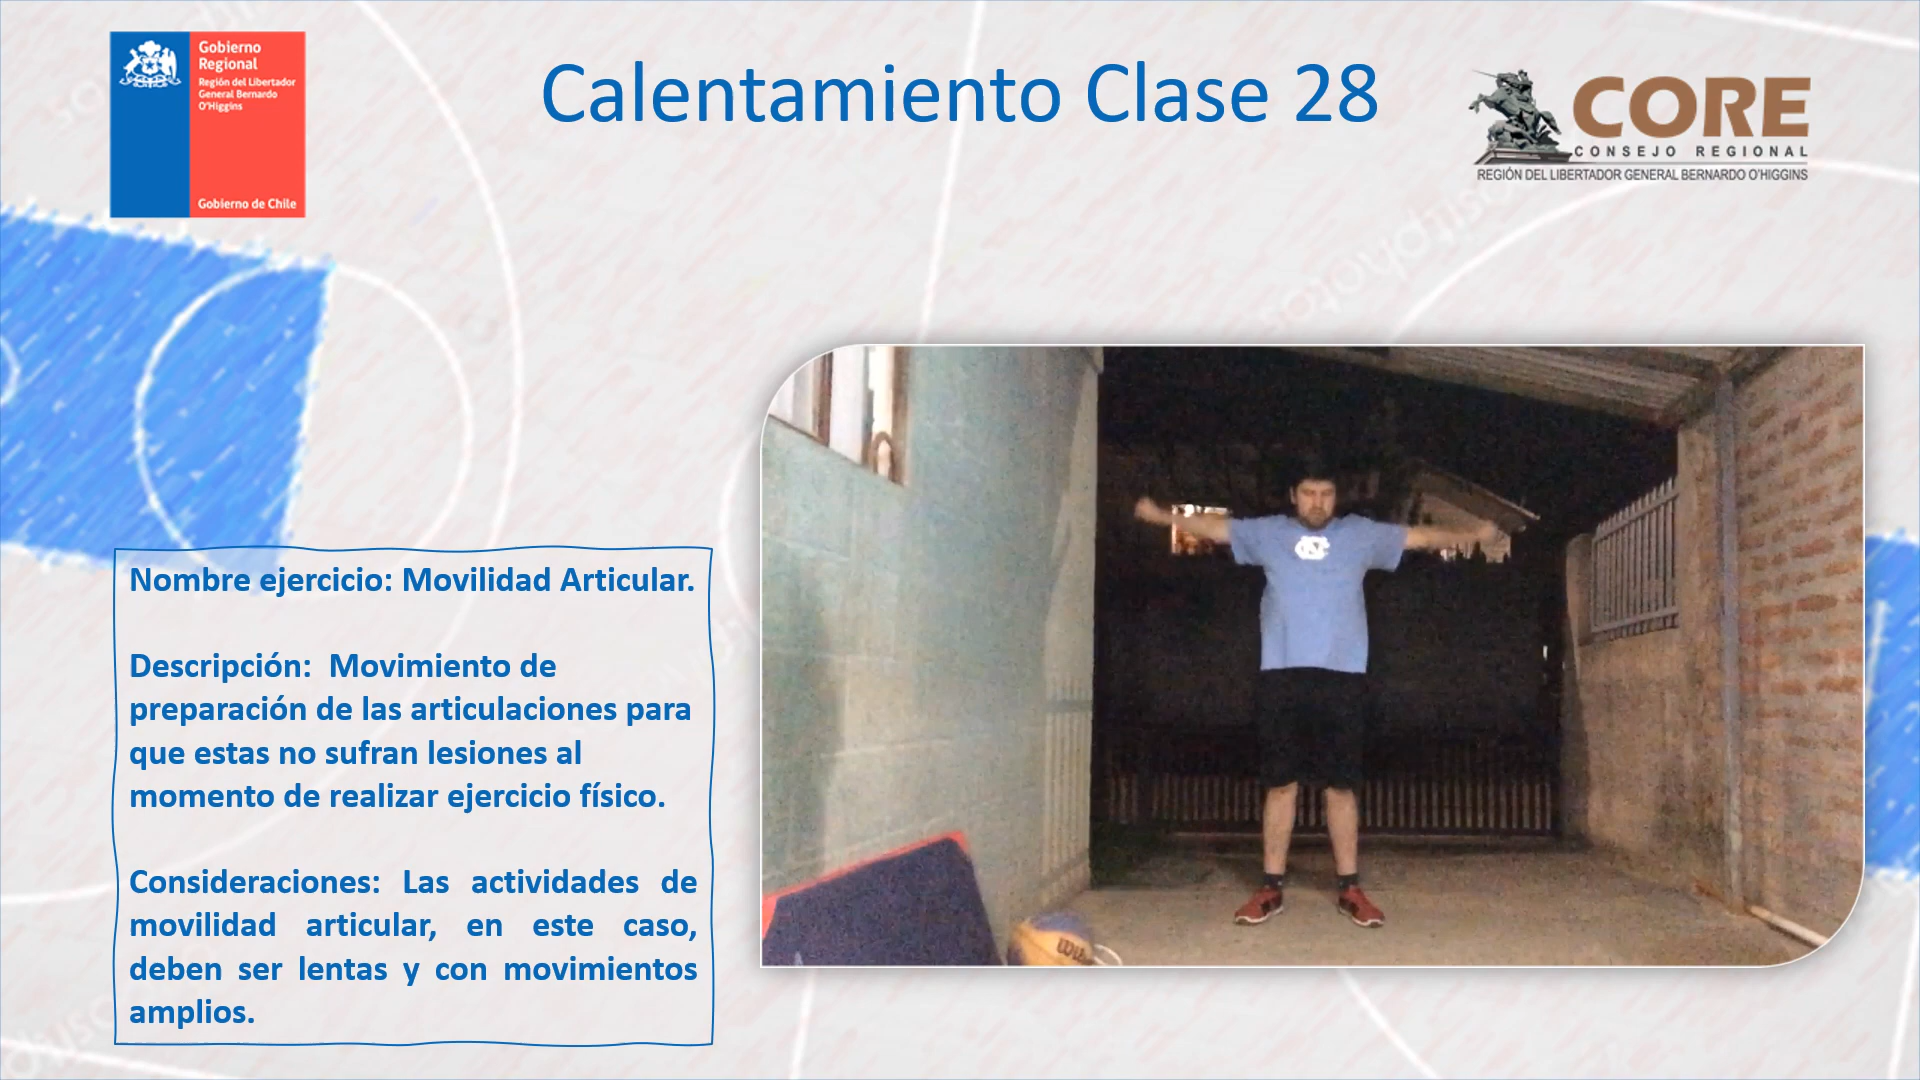 Gobierno
Regional
Región del Libertador
General Bernardo
O'Higgins
Gobierno de Chile
Calentamiento Clase 28
CORE
CONSEJO REGIONAL
REGIÓN DEL LIBERTADOR GENERAL BERNARDO O'HIGGINS
Nombre ejercicio: Movilidad Articular.
Descripción: Movimiento de
preparación de las articulaciones para
que estas no sufran lesiones al
momento de realizar ejercicio físico.
Consideraciones: Las actividades de
movilidad articular, en este caso,
deben ser lentas y con movimientos
amplios.
NC